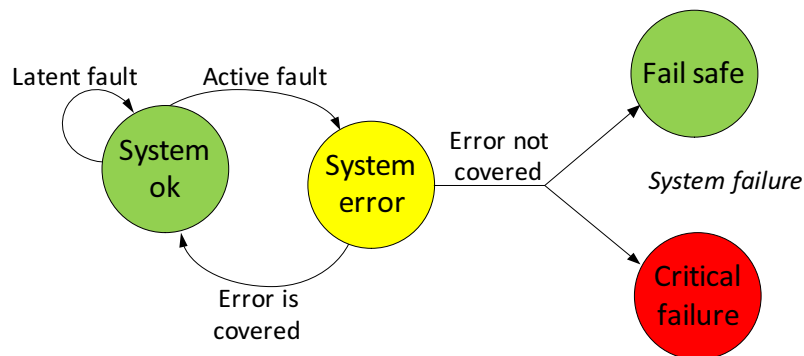 Latent fault
Active fault
System
ok
System
error
Error is
covered
Error not
covered
Fail safe
System failure
Critical
failure